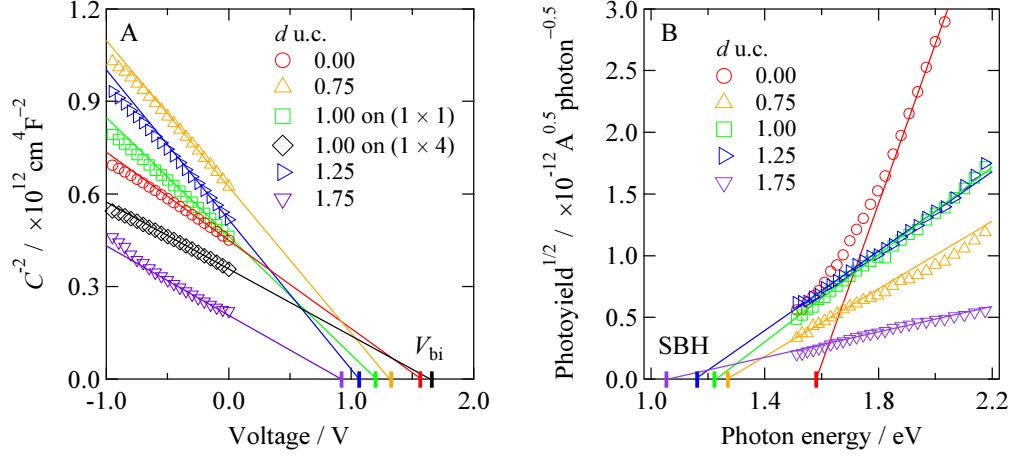 A
d u.c.
0.00
0.75
1.00 on (1 × 1)
1.00 on (1 × 4)
1.25
1.75
V_bi
1.2
0.9
0.6
0.3
0.0
-1.0
0.0
1.0
2.0
C^-2 / ×10^12 cm^4 F^-2
Voltage / V
B
d u.c.
0.00
0.75
1.00
1.25
1.75
SBH
3.0
2.5
2.0
1.5
1.0
0.5
0.0
1.0
1.4
1.8
2.2
Photoyield^1/2 / ×10^-12 A^0.5 photon^-0.5
Photon energy / eV